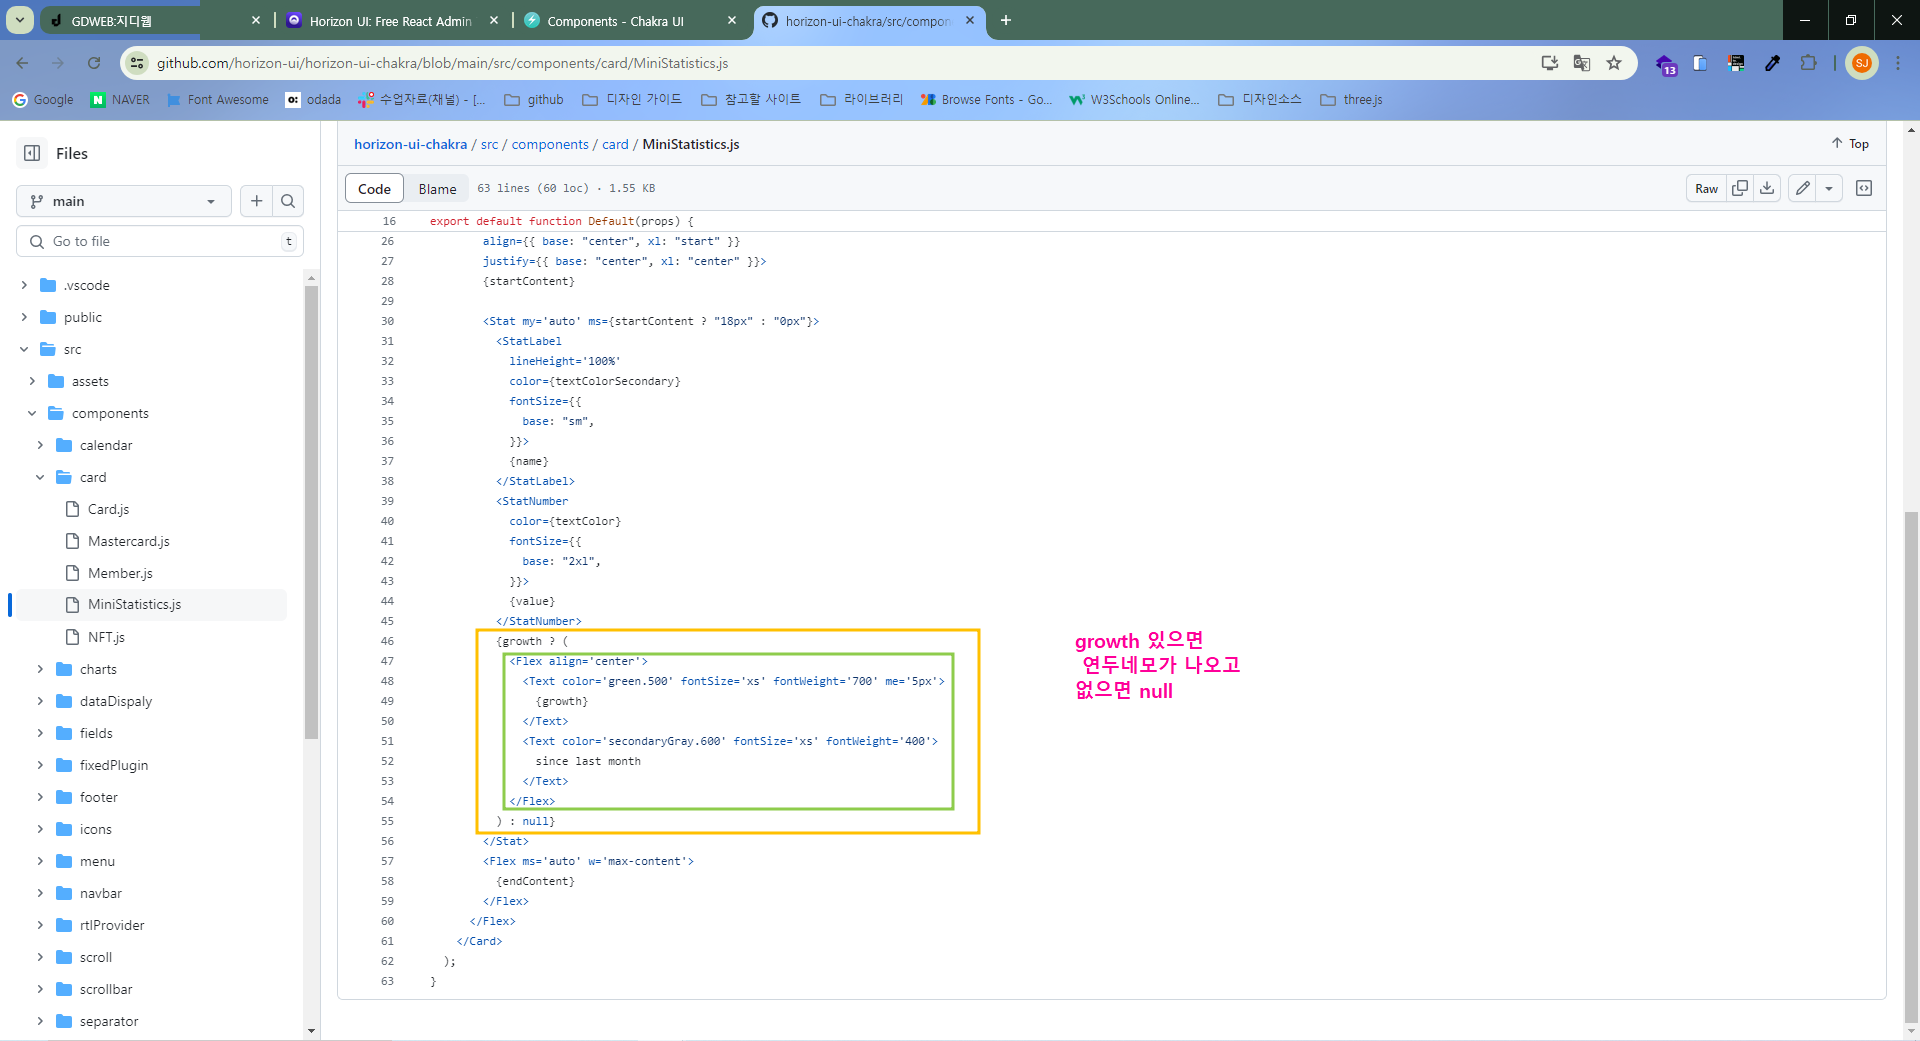 GDWEB:지디웹
Horizon UI: Free React Admin
Components - Chakra UI
horizon-ui-chakra/src/compon
github.com/horizon-ui/horizon-ui-chakra/blob/main/src/components/card/MiniStatistics.js
13
SJ
Google
NAVER
Font Awesome
odada
수업자료(채널) - [...
github
디자인 가이드
참고할 사이트
라이브러리
Browse Fonts - Go...
W3Schools Online...
디자인소스
three.js
Files
main
Go to file
t
.vscode
public
src
assets
components
calendar
card
Card.js
Mastercard.js
Member.js
MiniStatistics.js
NFT.js
charts
dataDispaly
fields
fixedPlugin
footer
icons
menu
navbar
rtlProvider
scroll
scrollbar
separator
horizon-ui-chakra / src / components / card / MiniStatistics.js
Top
Code
Blame
63 lines (60 loc) · 1.55 KB
Raw
16 export default function Default(props) {
26 align={{ base: "center", xl: "start" }}
27 justify={{ base: "center", xl: "center" }}>
28 {startContent}
29
30 <Stat my='auto' ms={startContent ? "18px" : "0px"}>
31 <StatLabel
32 lineHeight='100%'
33 color={textColorSecondary}
34 fontSize={{
35 base: "sm",
36 }}>
37 {name}
38 </StatLabel>
39 <StatNumber
40 color={textColor}
41 fontSize={{
42 base: "2xl",
43 }}>
44 {value}
45 </StatNumber>
46 {growth ? (
47 <Flex align='center'>
48 <Text color='green.500' fontSize='xs' fontWeight='700' me='5px'>
49 {growth}
50 </Text>
51 <Text color='secondaryGray.600' fontSize='xs' fontWeight='400'>
52 since last month
53 </Text>
54 </Flex>
55 ) : null}
56 </Stat>
57 <Flex ms='auto' w='max-content'>
58 {endContent}
59 </Flex>
60 </Flex>
61 </Card>
62 );
63 }
growth 있으면
연두네모가 나오고
없으면 null